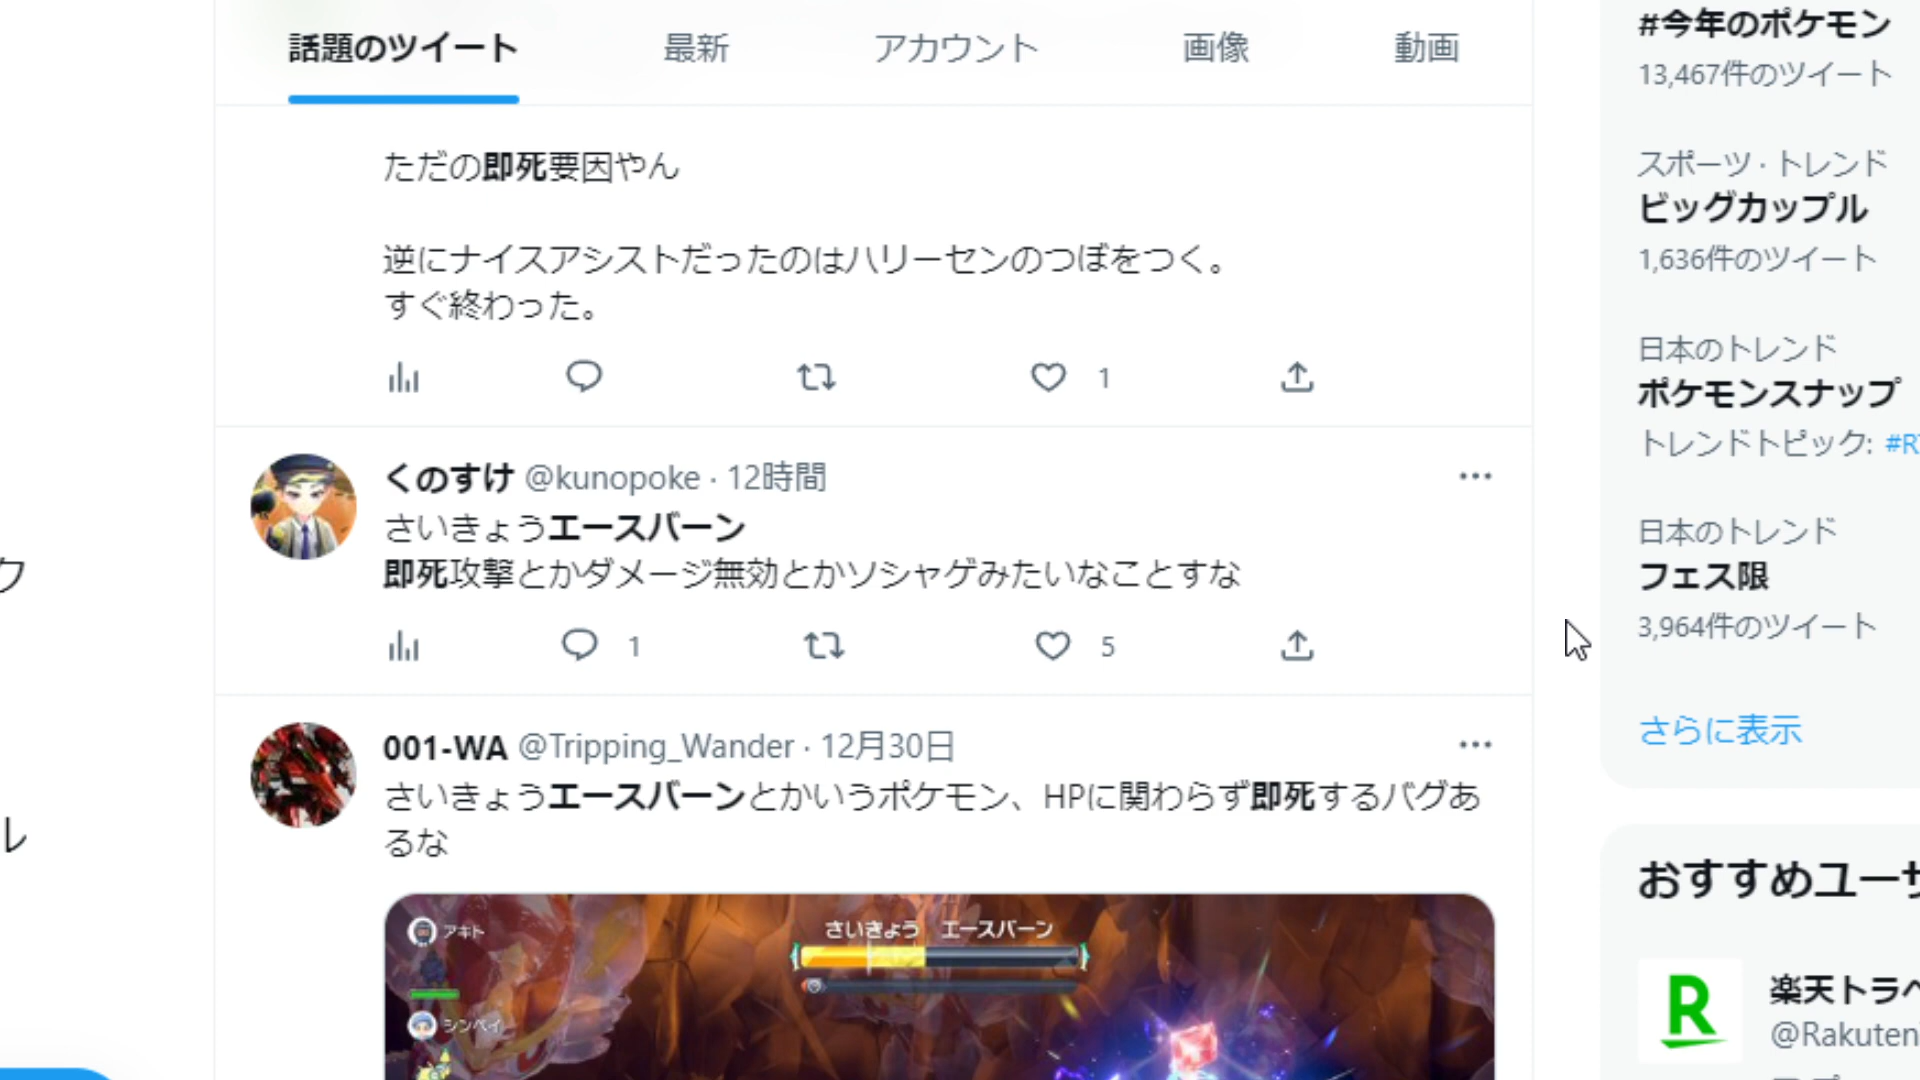 話題のツイート
最新
アカウント
画像
動画
ただの即死要因やん
逆にナイスアシストだったのはハリーセンのつぼをつく。
すぐ終わった。
1
くのすけ @kunopoke · 12時間
さいきょうエースバーン
即死攻撃とかダメージ無効とかソシャゲみたいなことすな
1
5
001-WA @Tripping_Wander · 12月30日
さいきょうエースバーンとかいうポケモン、HPに関わらず即死するバグあ
るな
アキト
さいきょう エースバーン
シンペイ
ク
ル
#今年のポケモン
13,467件のツイート
スポーツ · トレンド
ビッグカップル
1,636件のツイート
日本のトレンド
ポケモンスナップ
トレンドトピック: #R
日本のトレンド
フェス限
3,964件のツイート
さらに表示
おすすめユーザ
R
楽天トラベ
@Rakuten